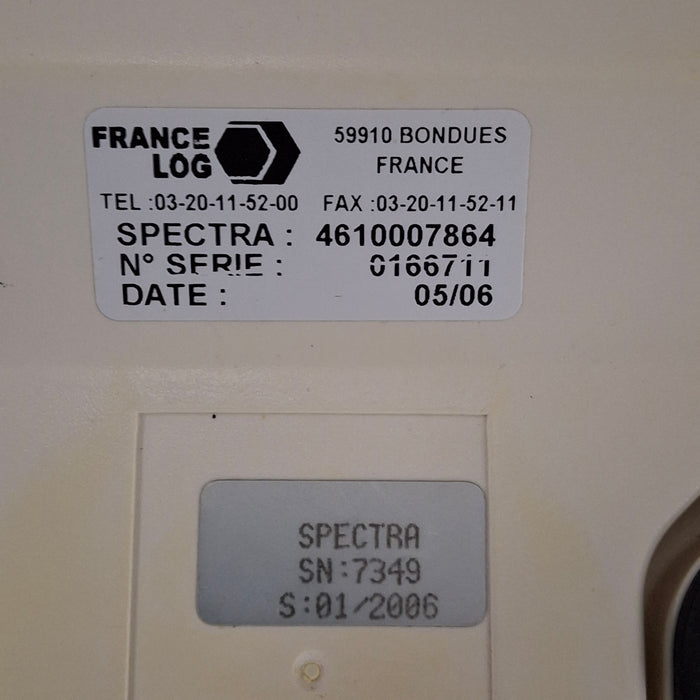 FRANCE LOG
59910 BONDUES
FRANCE
TEL :03-20-11-52-00 FAX :03-20-11-52-11
SPECTRA : 4610007864
N° SERIE : 0166711
DATE : 05/06
SPECTRA
SN:7349
S:01/2006